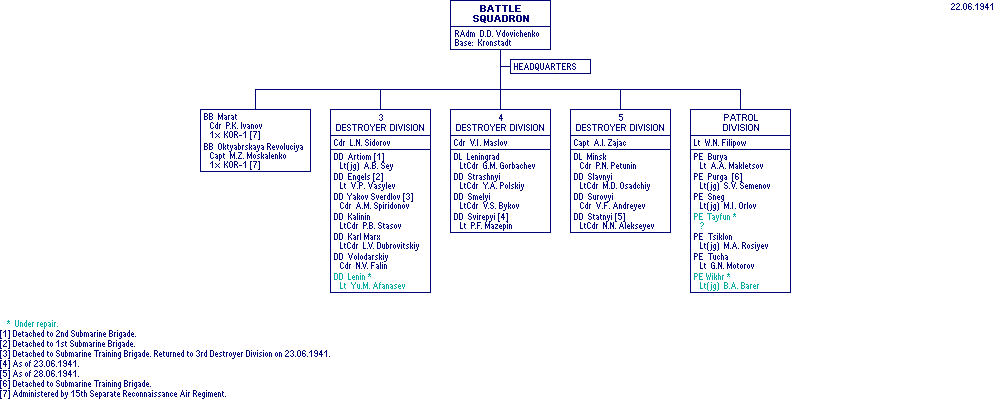 22.06.1941
BATTLE
SQUADRON
RAdm D.D. Vdovichenko
Base: Kronstadt
HEADQUARTERS
BB Marat
Cdr P.K. Ivanov
1× KOR-1 [7]
BB Oktyabrskaya Revoluciya
Capt M.Z. Moskalenko
1× KOR-1 [7]
3
DESTROYER DIVISION
Cdr L.N. Sidorov
DD Artiom [1]
Lt(jg) A.B. Sey
DD Engels [2]
Lt V.P. Vasylev
DD Yakov Sverdlov [3]
Cdr A.M. Spiridonov
DD Kalinin
LtCdr P.B. Stasov
DD Karl Marx
LtCdr L.V. Dubrovitskiy
DD Volodarskiy
Cdr N.V. Falin
DD Lenin *
Lt Yu.M. Afanasev
4
DESTROYER DIVISION
Cdr V.I. Maslov
DL Leningrad
LtCdr G.M. Gorbachev
DD Strashnyi
LtCdr Y.A. Polskiy
DD Smelyi
LtCdr V.S. Bykov
DD Svirepyi [4]
Lt P.F. Mazepin
5
DESTROYER DIVISION
Capt A.I. Zajac
DL Minsk
Cdr P.N. Petunin
DD Slavnyi
LtCdr M.D. Osadchiy
DD Surovyi
Cdr V.F. Andreyev
DD Statnyi [5]
LtCdr N.N. Alekseyev
PATROL
DIVISION
Lt W.N. Filipow
PE Burya
Lt A.A. Makletsov
PE Purga [6]
Lt(jg) S.V. Semenov
PE Sneg
Lt(jg) M.I. Orlov
PE Tayfun *
?
PE Tsiklon
Lt(jg) M.A. Rosiyev
PE Tucha
Lt G.N. Motorov
PE Wikhr *
Lt(jg) B.A. Barer
* Under repair.
[1] Detached to 2nd Submarine Brigade.
[2] Detached to 1st Submarine Brigade.
[3] Detached to Submarine Training Brigade. Returned to 3rd Destroyer Division on 23.06.1941.
[4] As of 23.06.1941.
[5] As of 28.06.1941.
[6] Detached to Submarine Training Brigade.
[7] Administered by 15th Separate Reconnaissance Air Regiment.